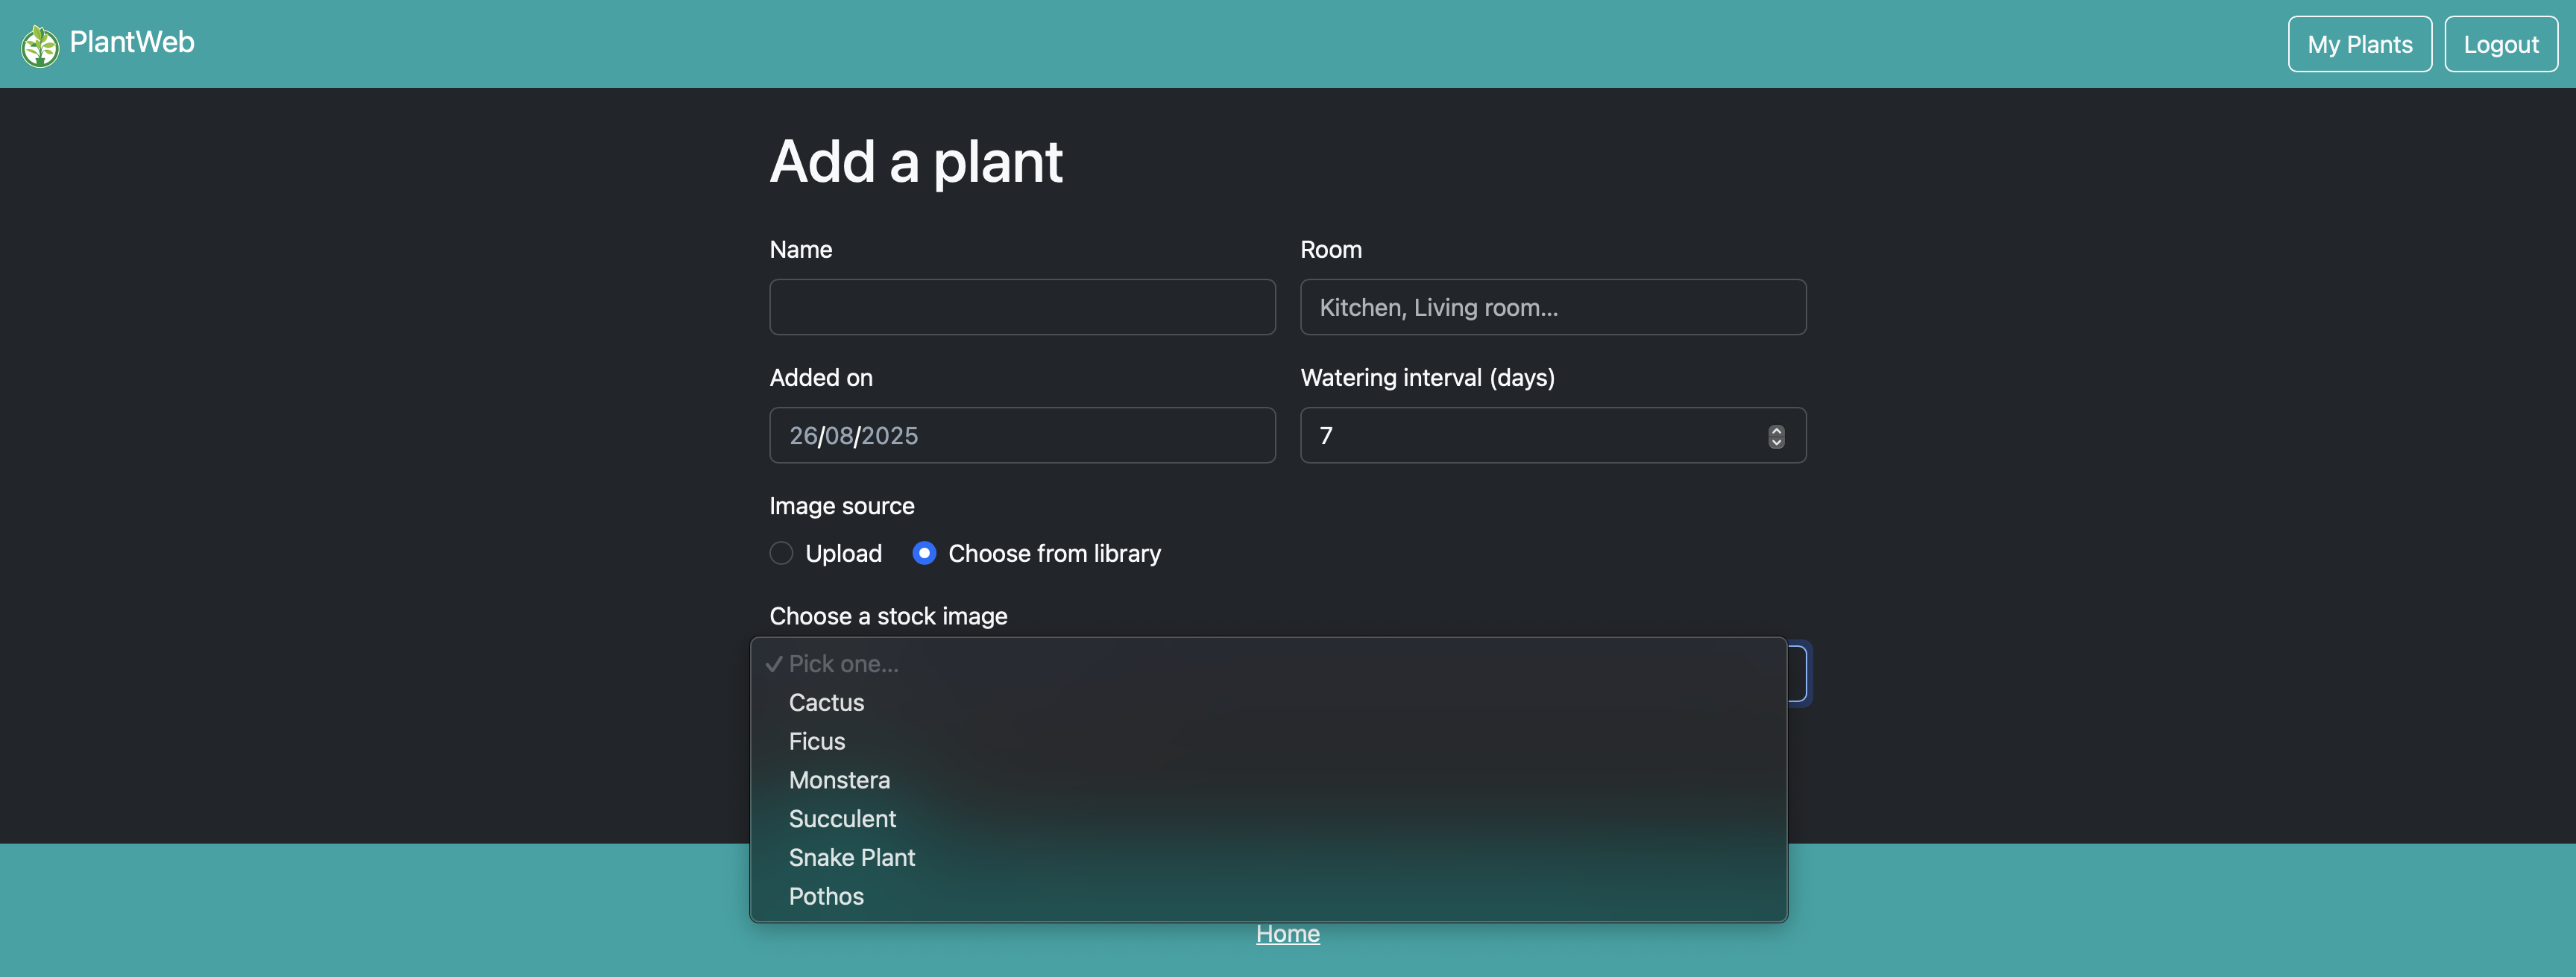 PlantWeb
My Plants
Logout
Add a plant
Name
Room
Kitchen, Living room...
Added on
Watering interval (days)
26/08/2025
7
Image source
Upload
Choose from library
Choose a stock image
Pick one...
Cactus
Ficus
Monstera
Succulent
Snake Plant
Pothos
Home